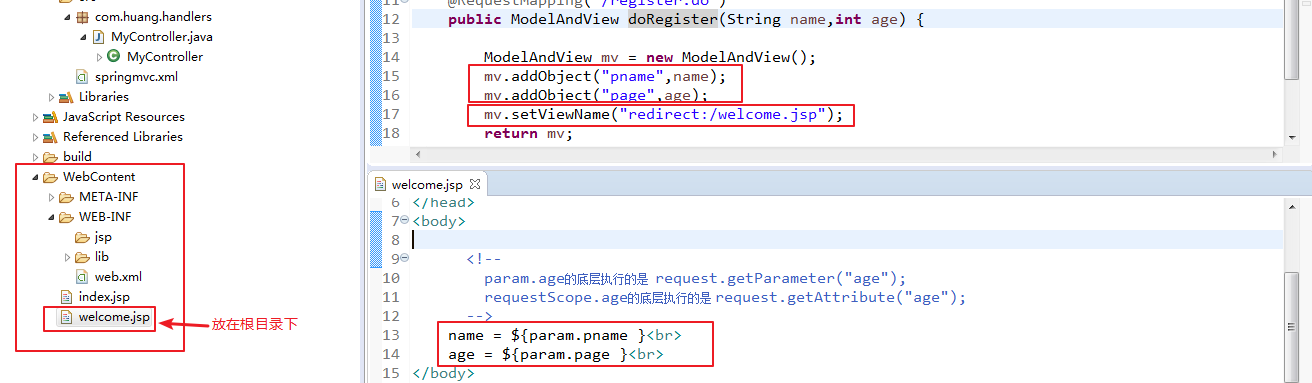 src
com.huang.handlers
MyController.java
MyController
springmvc.xml
Libraries
JavaScript Resources
Referenced Libraries
build
WebContent
META-INF
WEB-INF
jsp
lib
web.xml
index.jsp
welcome.jsp
放在根目录下
11 @RequestMapping("/register.do")
12 public ModelAndView doRegister(String name,int age) {
13
14 ModelAndView mv = new ModelAndView();
15 mv.addObject("pname",name);
16 mv.addObject("page",age);
17 mv.setViewName("redirect:/welcome.jsp");
18 return mv;
welcome.jsp
6 </head>
7 <body>
8
9 <!--
10 param.age的底层执行的是 request.getParameter("age");
11 requestScope.age的底层执行的是 request.getAttribute("age");
12 -->
13 name = ${param.pname }<br>
14 age = ${param.page }<br>
15 </body>